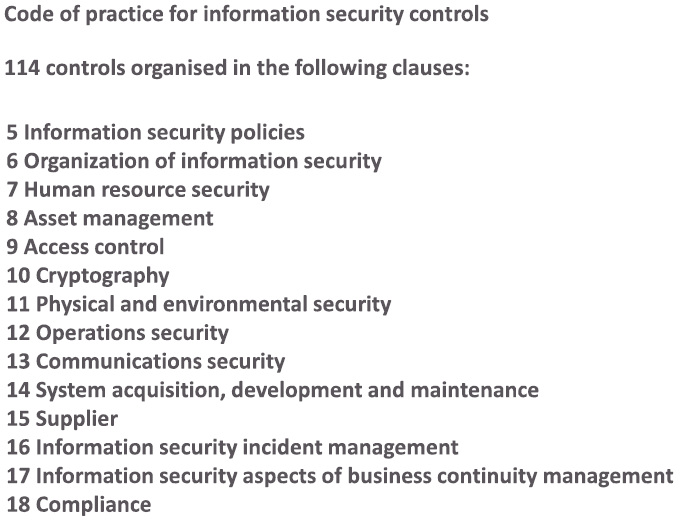 Code of practice for information security controls
114 controls organised in the following clauses:
5 Information security policies
6 Organization of information security
7 Human resource security
8 Asset management
9 Access control
10 Cryptography
11 Physical and environmental security
12 Operations security
13 Communications security
14 System acquisition, development and maintenance
15 Supplier
16 Information security incident management
17 Information security aspects of business continuity management
18 Compliance